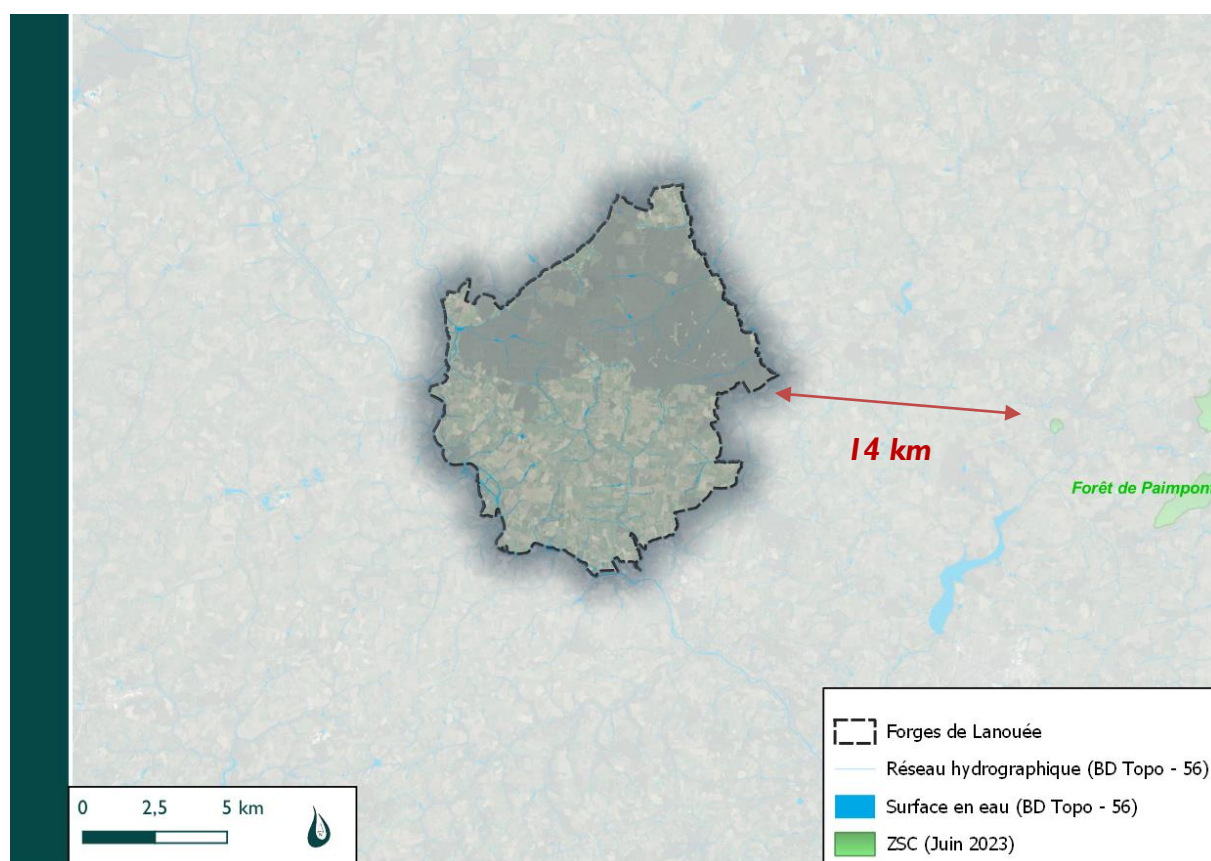 14 km
Forêt de Paimpont
Forges de Lanouée
Réseau hydrographique (BD Topo - 56)
Surface en eau (BD Topo - 56)
ZSC (Juin 2023)
0 2,5 5 km